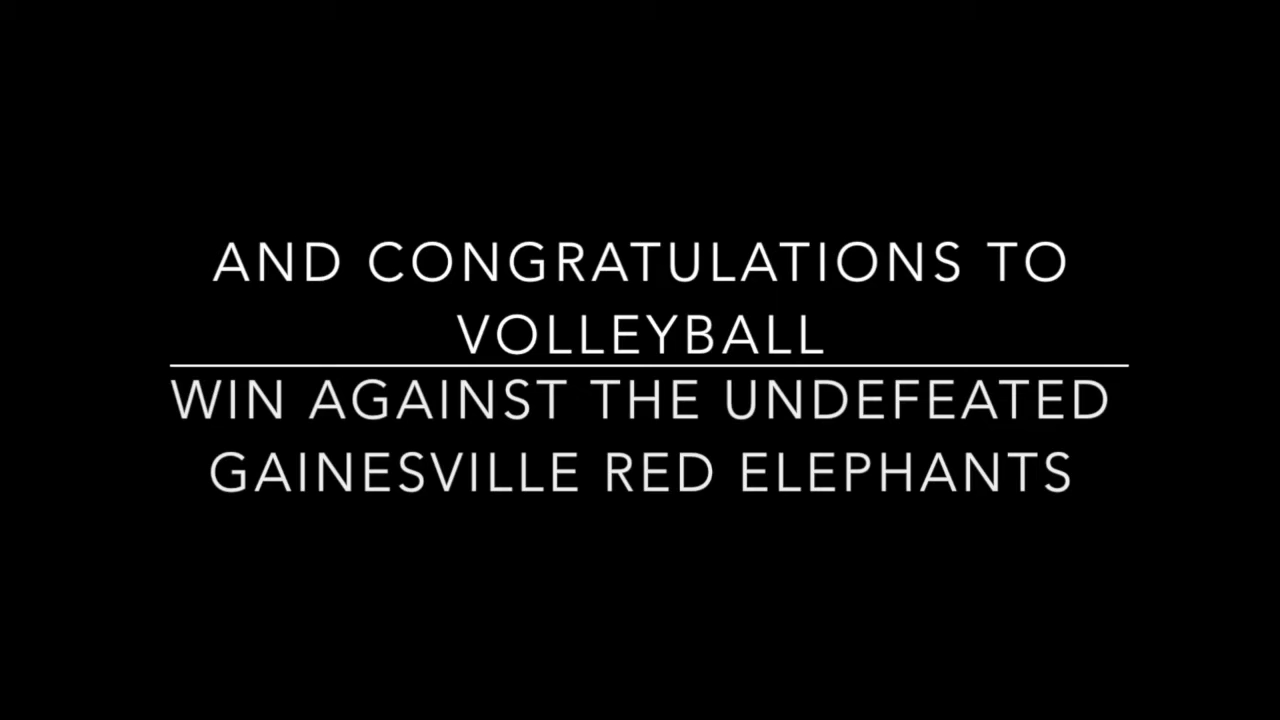 AND CONGRATULATIONS TO
VOLLEYBALL
WIN AGAINST THE UNDEFEATED
GAINESVILLE RED ELEPHANTS